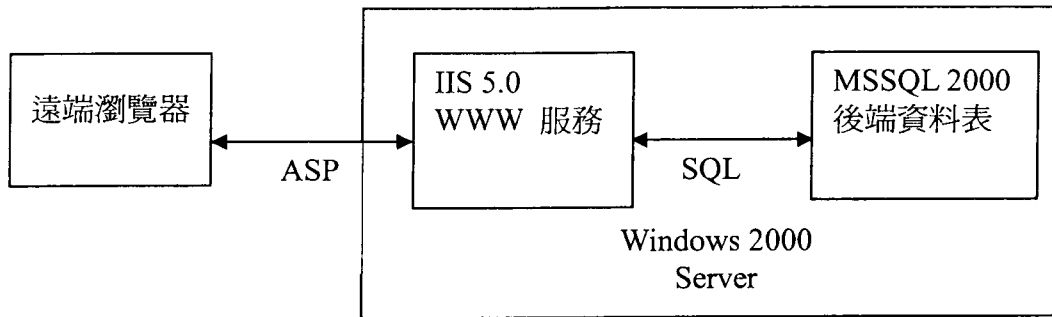 遠端瀏覽器
ASP
IIS 5.0
WWW 服務
SQL
MSSQL 2000
後端資料表
Windows 2000
Server